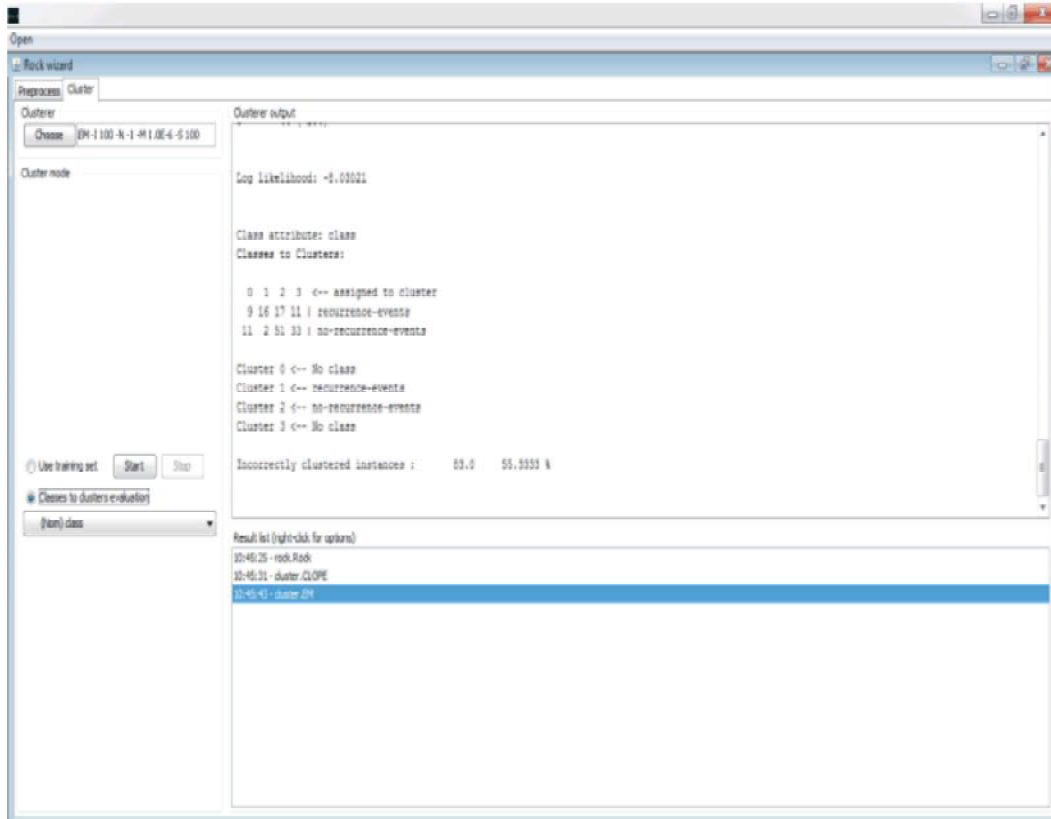 Open
Rock wizard
Preprocess Cluster
Clusterer
Choose EM -I 100 -N -1 -M 1.0E-6 -S 100
Cluster mode
Use training set Start Stop
Classes to clusters evaluation
(Nom) class
Clusterer output
Log likelihood:
Class attribute: class
Classes to Clusters:
0 1 2 3 <-- assigned to cluster
9 16 17 11 | recurrence-events
11 2 51 33 | no-recurrence-events
Cluster 0 <-- No class
Cluster 1 <-- recurrence-events
Cluster 2 <-- no-recurrence-events
Cluster 3 <-- No class
Incorrectly clustered instances : 83.0 55.3333 %
Result list (right-click for options)
10:45:25 - rock.Rock
10:45:31 - cluster.CLOPE
10:45:43 - cluster.EM